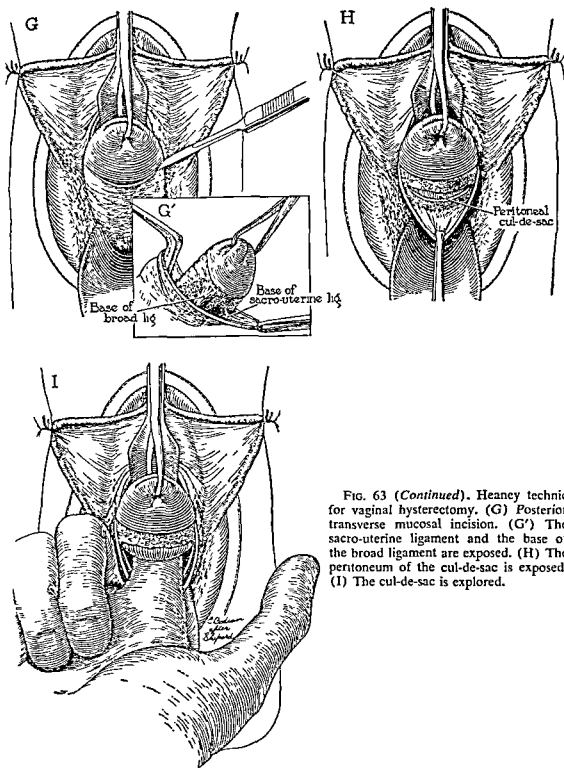 G
H
G'
Peritoneal
cul-de-sac
Base of
broad lig
Base of
sacro-uterine lig
I
FIG. 63 (Continued). Heaney technic
for vaginal hysterectomy. (G) Posterior
transverse mucosal incision. (G') The
sacro-uterine ligament and the base of
the broad ligament are exposed. (H) The
peritoneum of the cul-de-sac is exposed.
(I) The cul-de-sac is explored.
after